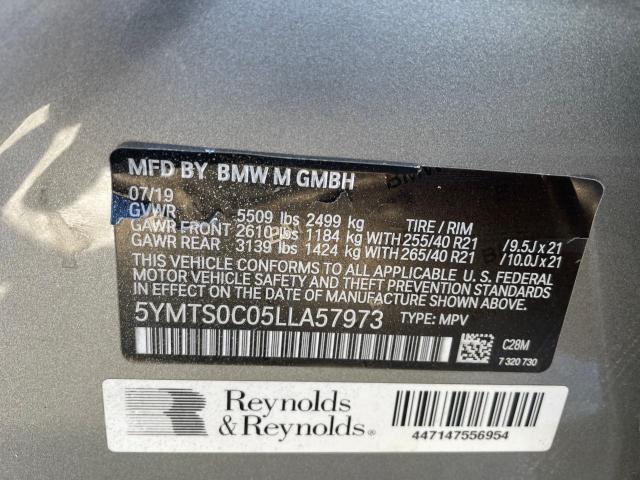 MFD BY BMW M GMBH
07/19
GVWR 5509 lbs 2499 kg TIRE / RIM
GAWR FRONT 2610 lbs 1184 kg WITH 255/40 R21 /9.5J x 21
GAWR REAR 3139 lbs 1424 kg WITH 265/40 R21 /10.0J x 21
THIS VEHICLE CONFORMS TO ALL APPLICABLE U. S. FEDERAL
MOTOR VEHICLE SAFETY AND THEFT PREVENTION STANDARDS
IN EFFECT ON THE DATE OF MANUFACTURE SHOWN ABOVE.
5YMTS0C05LLA57973 TYPE: MPV
C28M
7 320 730
Reynolds
& Reynolds®
447147556954